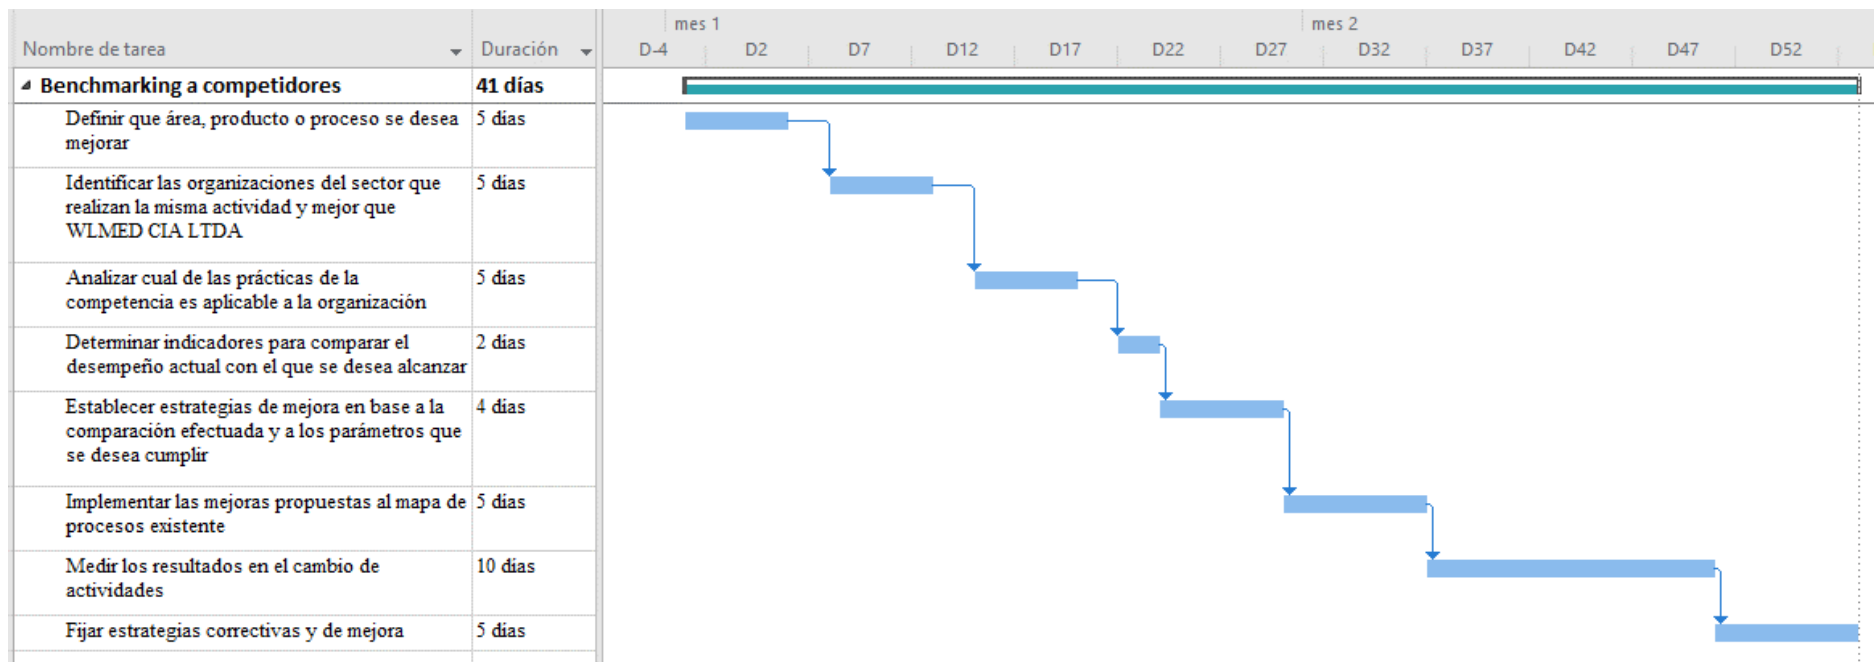 mes 1 mes 2
Nombre de tarea Duración D-4 D2 D7 D12 D17 D22 D27 D32 D37 D42 D47 D52
Benchmarking a competidores 41 días
Definir que área, producto o proceso se desea 5 días
mejorar
Identificar las organizaciones del sector que 5 días
realizan la misma actividad y mejor que
WLMED CIA LTDA
Analizar cual de las prácticas de la 5 días
competencia es aplicable a la organización
Determinar indicadores para comparar el 2 días
desempeño actual con el que se desea alcanzar
Establecer estrategias de mejora en base a la 4 días
comparación efectuada y a los parámetros que
se desea cumplir
Implementar las mejoras propuestas al mapa de 5 días
procesos existente
Medir los resultados en el cambio de 10 días
actividades
Fijar estrategias correctivas y de mejora 5 días